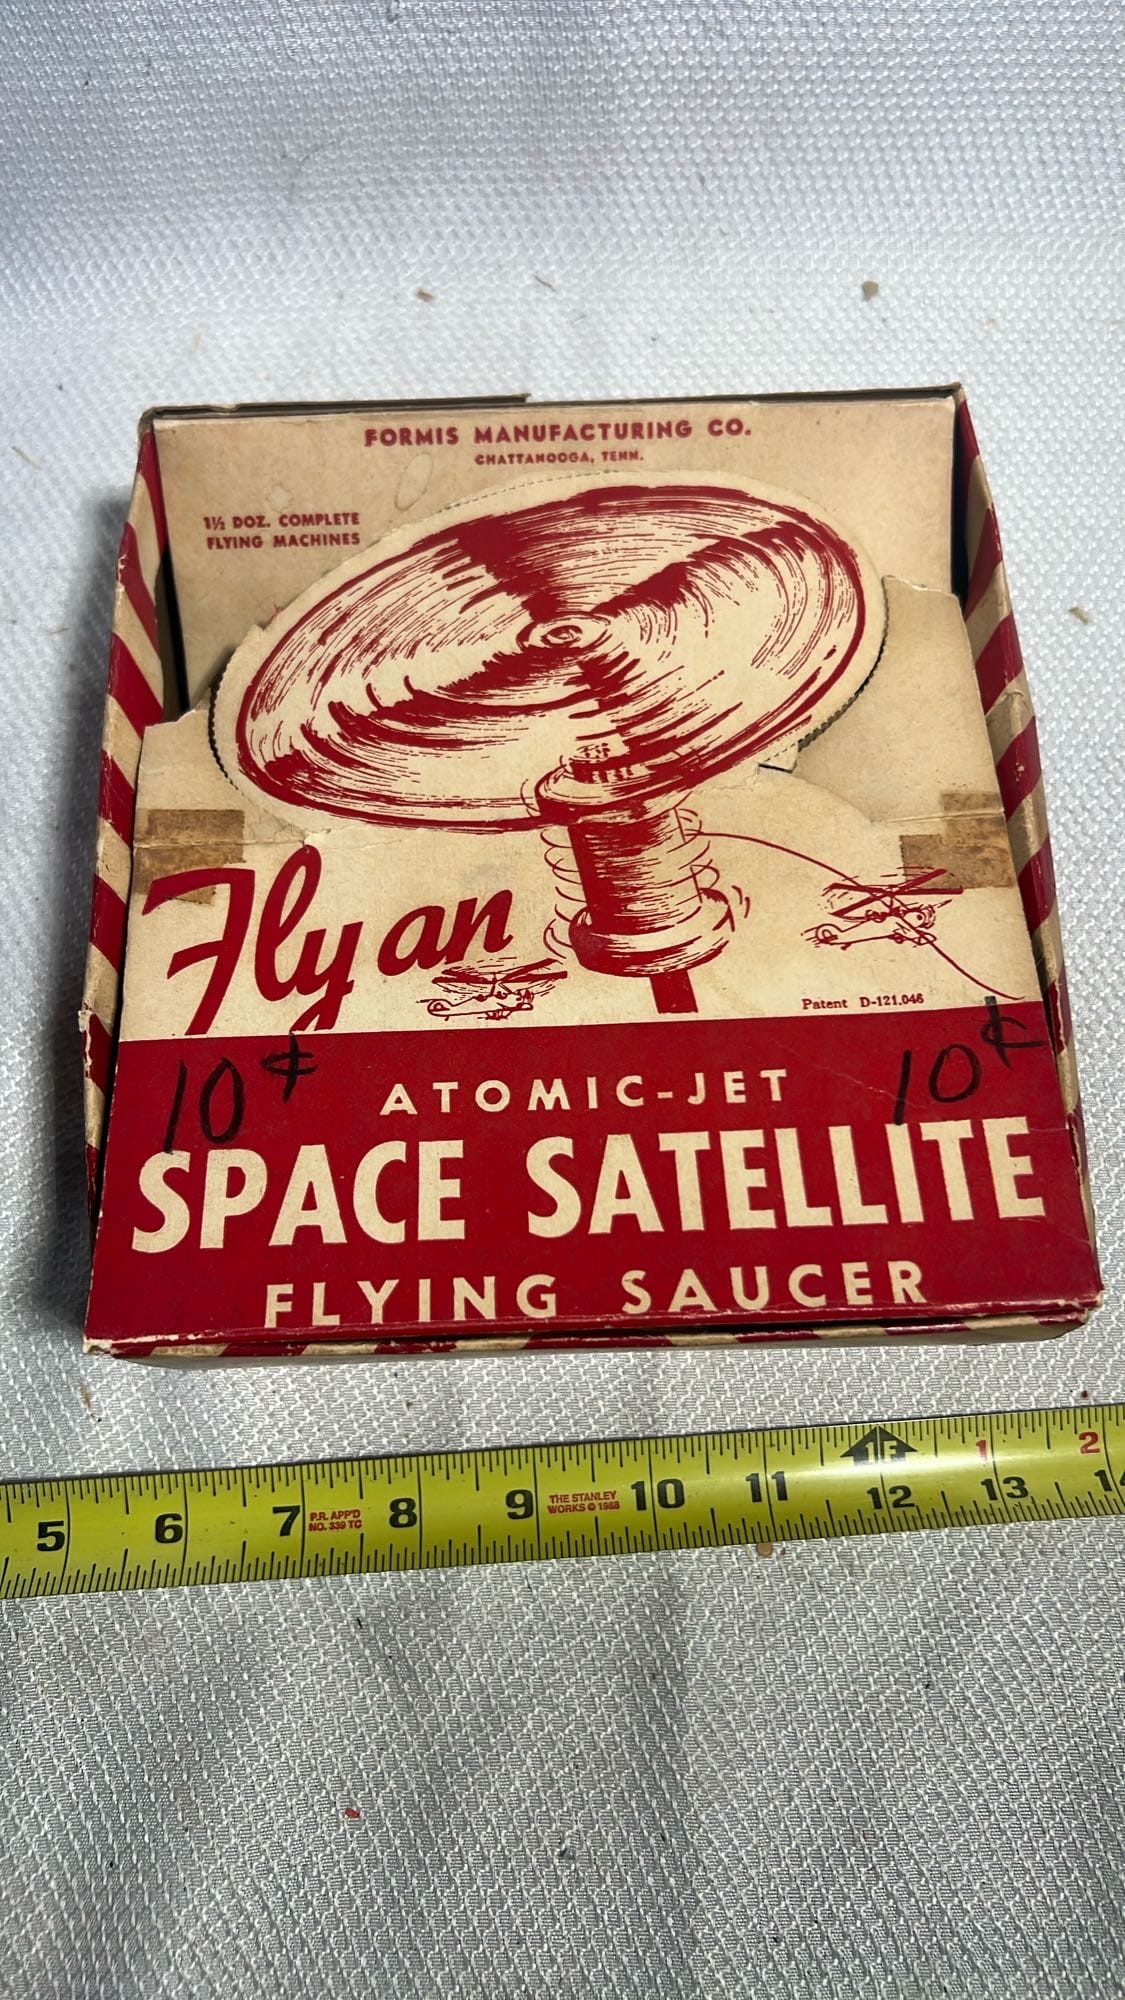 FORMIS MANUFACTURING CO.
CHATTANOOGA, TENN.
1½ DOZ. COMPLETE
FLYING MACHINES
Fly an
Patent D-121.046
10¢ 10¢
ATOMIC-JET
SPACE SATELLITE
FLYING SAUCER
1F 1 2
5 6 7 8 9 10 11 12 13 14
P.R. APP'D
NO. 339 TC
THE STANLEY
WORKS © 1988